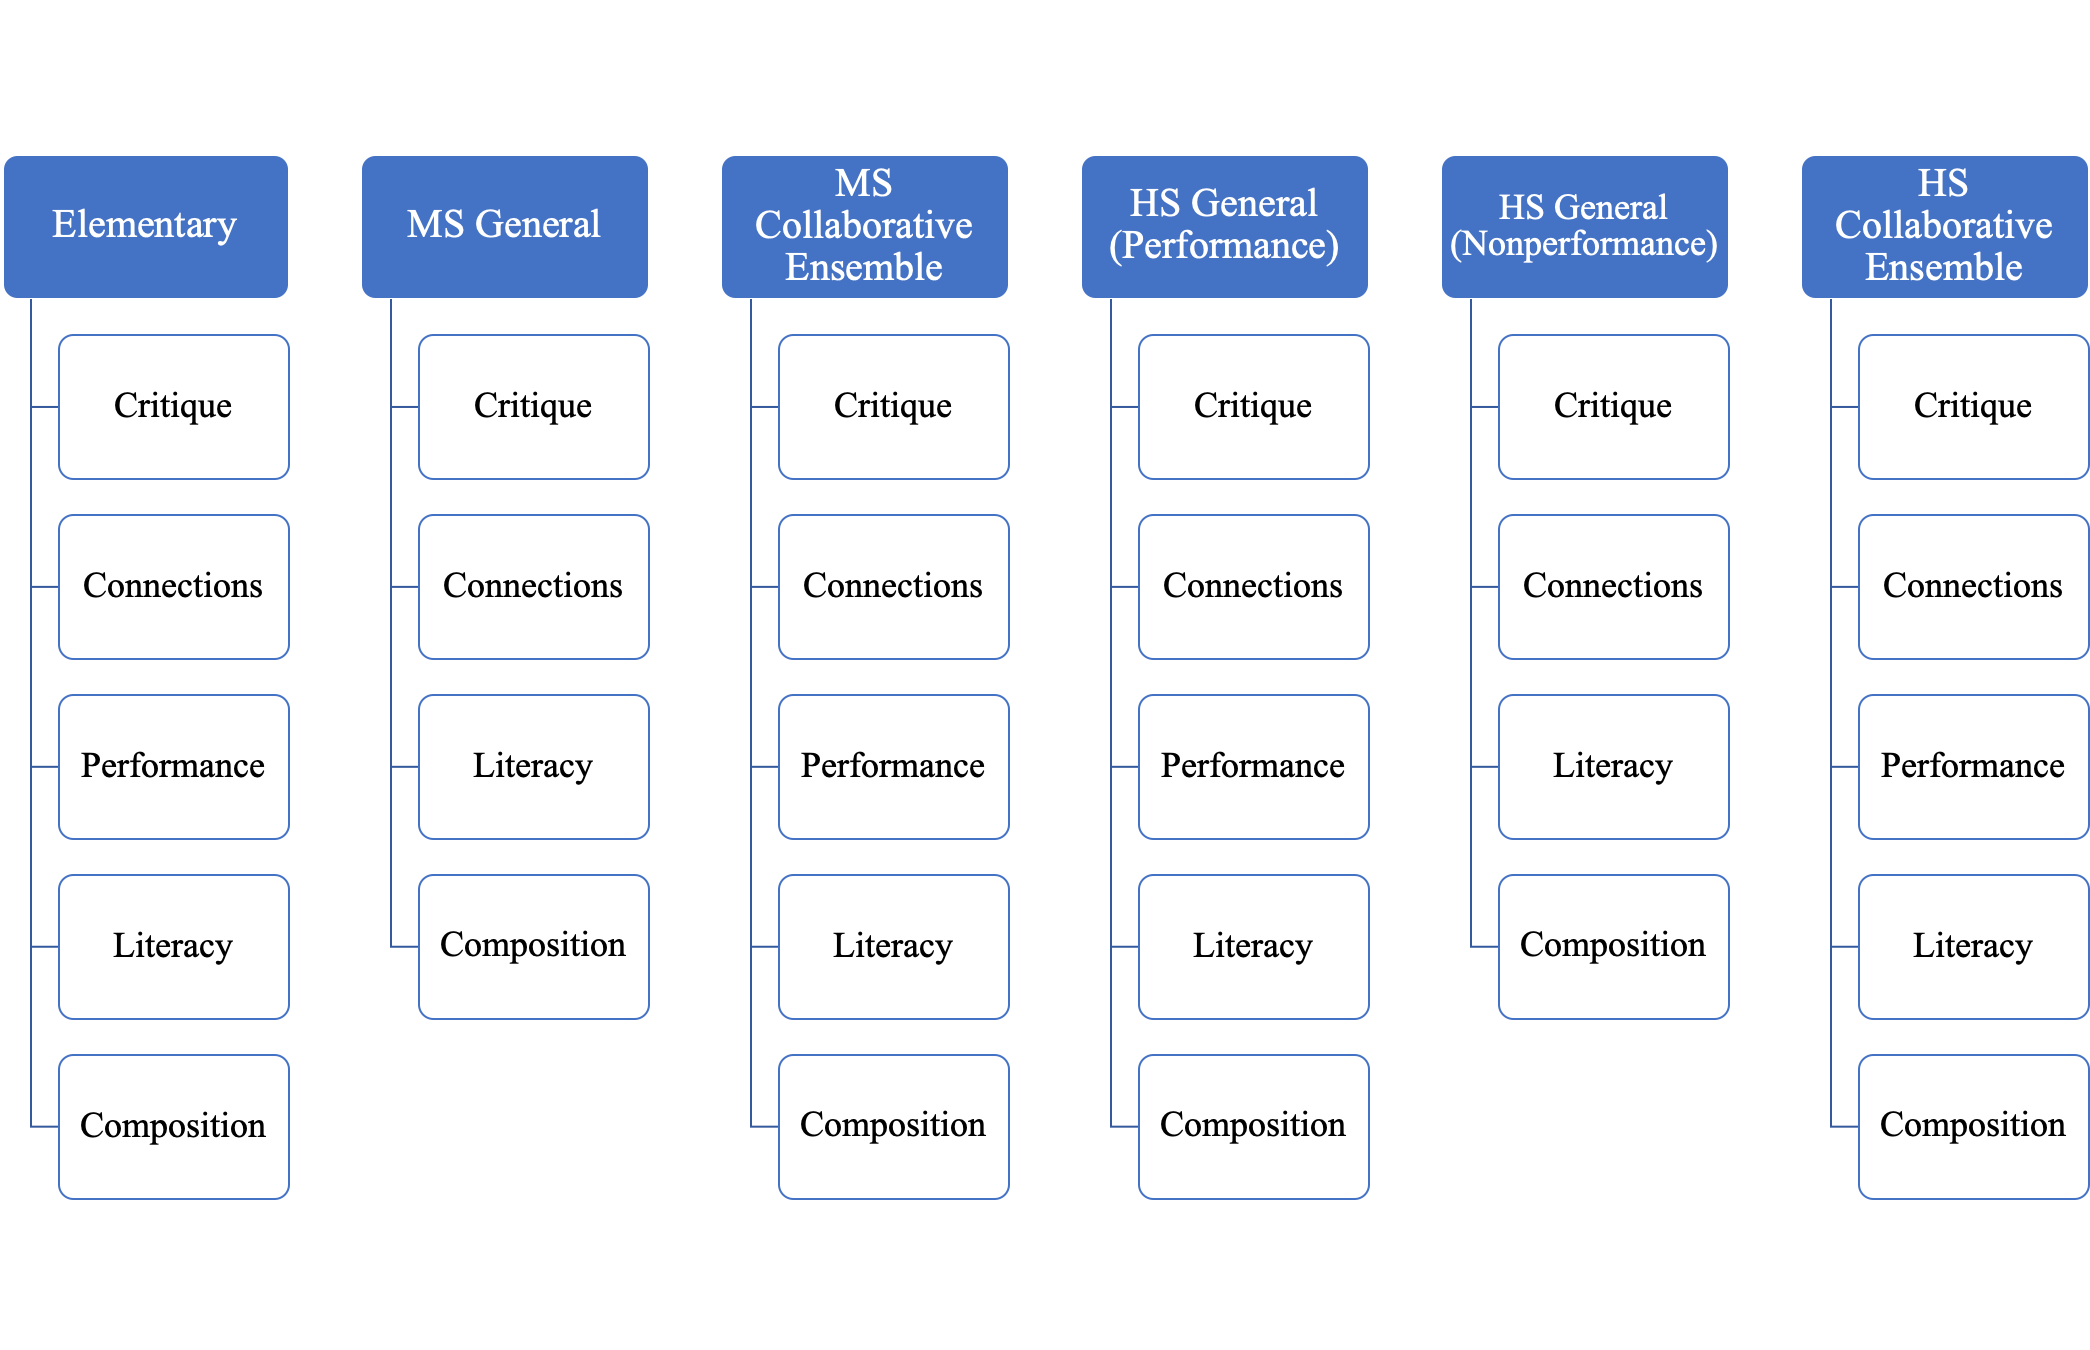 Elementary
Critique
Connections
Performance
Literacy
Composition
MS General
Critique
Connections
Literacy
Composition
MS
Collaborative
Ensemble
Critique
Connections
Performance
Literacy
Composition
HS General
(Performance)
Critique
Connections
Performance
Literacy
Composition
HS General
(Nonperformance)
Critique
Connections
Literacy
Composition
HS
Collaborative
Ensemble
Critique
Connections
Performance
Literacy
Composition